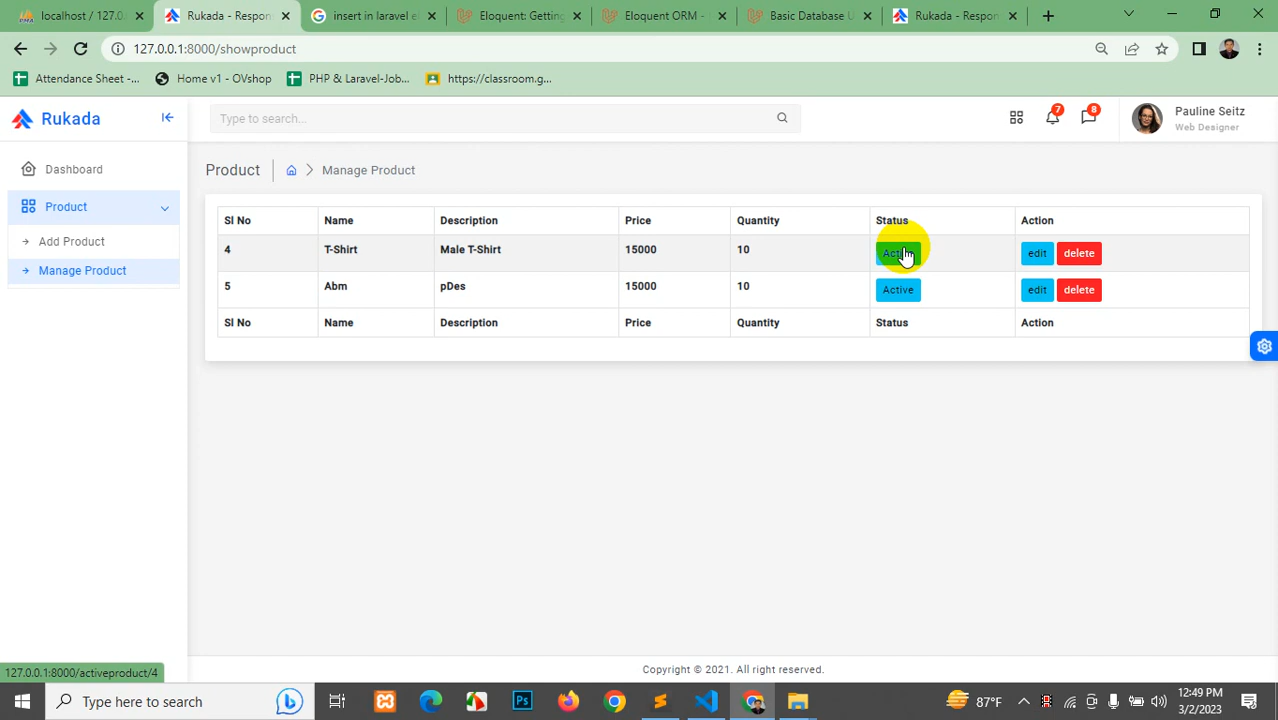 localhost / 127.0.
Rukada - Respon
insert in laravel e
Eloquent: Getting
Eloquent ORM -
Basic Database U
Rukada - Respon
127.0.0.1:8000/showproduct
Attendance Sheet -...
Home v1 - OVshop
PHP & Laravel-Job...
https://classroom.g...
Rukada
Type to search...
7
8
Pauline Seitz
Web Designer
Dashboard
Product
Add Product
Manage Product
Product
Manage Product
Sl No Name Description Price Quantity Status Action
4 T-Shirt Male T-Shirt 15000 10 Active edit delete
5 Abm pDes 15000 10 Active edit delete
Sl No Name Description Price Quantity Status Action
Copyright © 2021. All right reserved.
127.0.0.1:8000/activeproduct/4
Type here to search
Ps
87°F
12:49 PM
3/2/2023